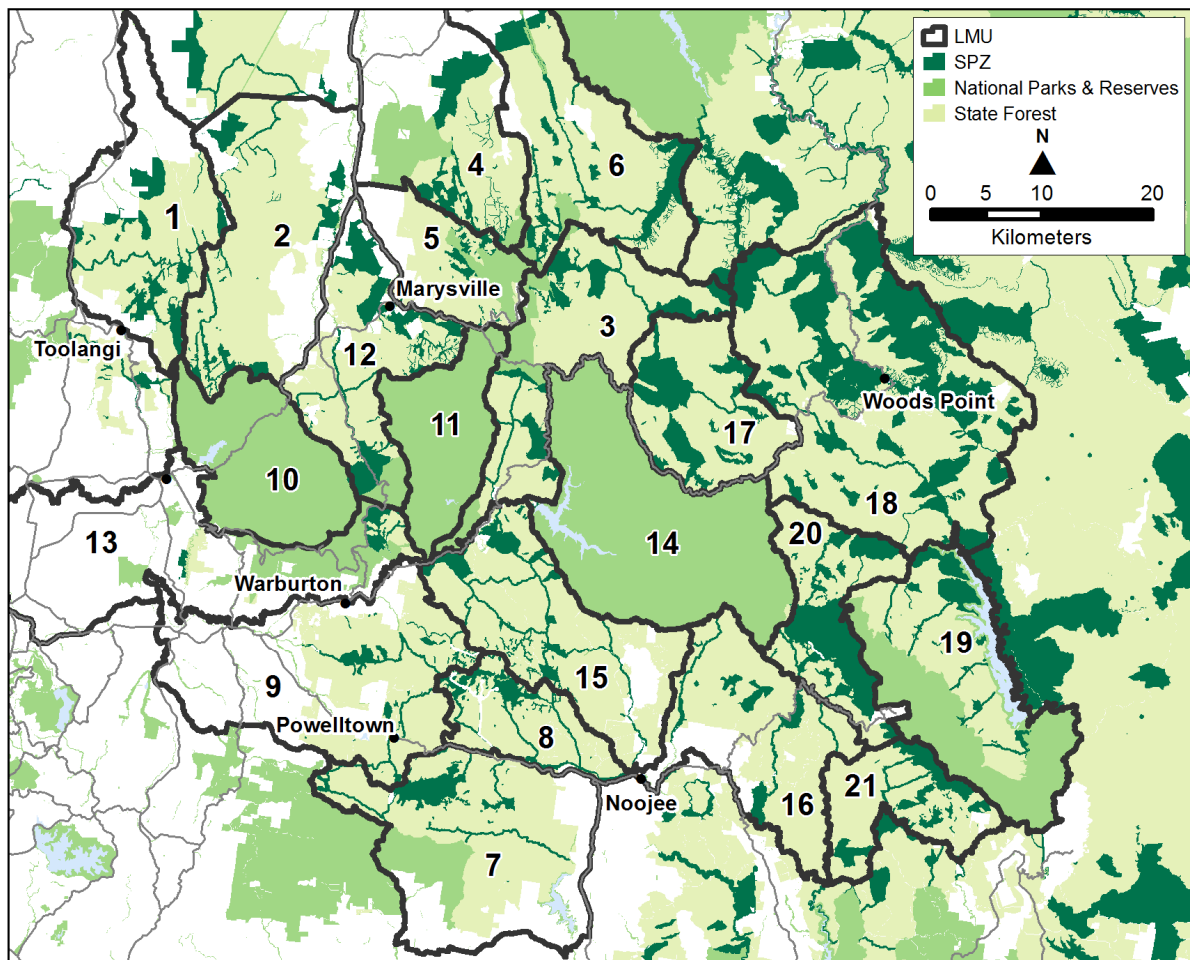 LMU
SPZ
National Parks & Reserves
State Forest
N
0 5 10 20
Kilometers
1
2
4
6
5
Marysville
3
Toolangi
12
Woods Point
11
17
10
18
13
14
20
Warburton
19
15
9
Powelltown
8
Noojee
16
21
7